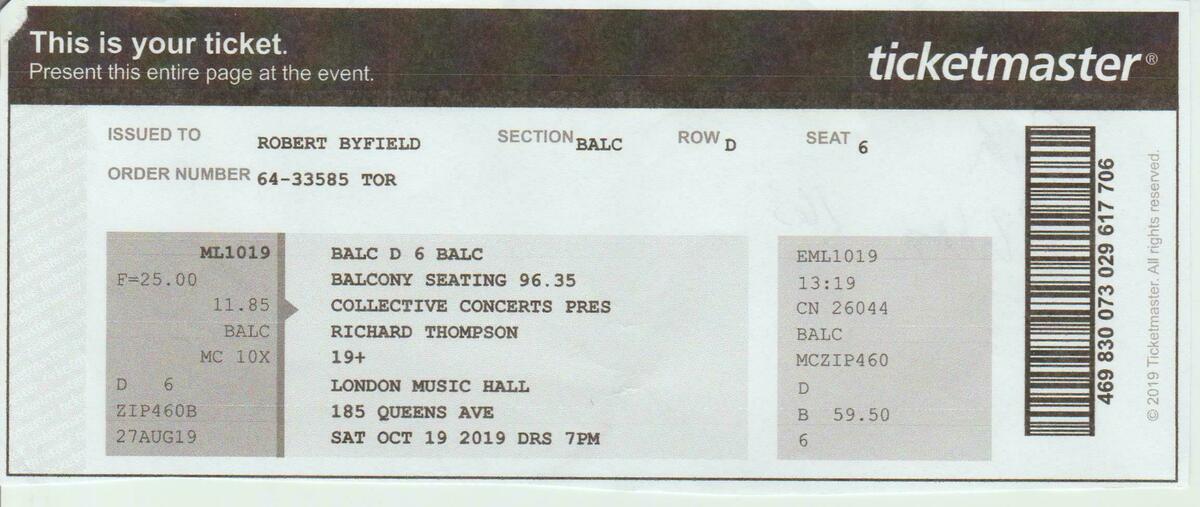 This is your ticket.
Present this entire page at the event.
ticketmaster®
ISSUED TO ROBERT BYFIELD SECTION BALC ROW D SEAT 6
ORDER NUMBER 64-33585 TOR
ML1019
F=25.00
11.85
BALC
MC 10X
D 6
ZIP460B
27AUG19
BALC D 6 BALC
BALCONY SEATING 96.35
COLLECTIVE CONCERTS PRES
RICHARD THOMPSON
19+
LONDON MUSIC HALL
185 QUEENS AVE
SAT OCT 19 2019 DRS 7PM
EML1019
13:19
CN 26044
BALC
MCZIP460
D
B 59.50
6
469 830 073 029 617 706
© 2019 Ticketmaster. All rights reserved.